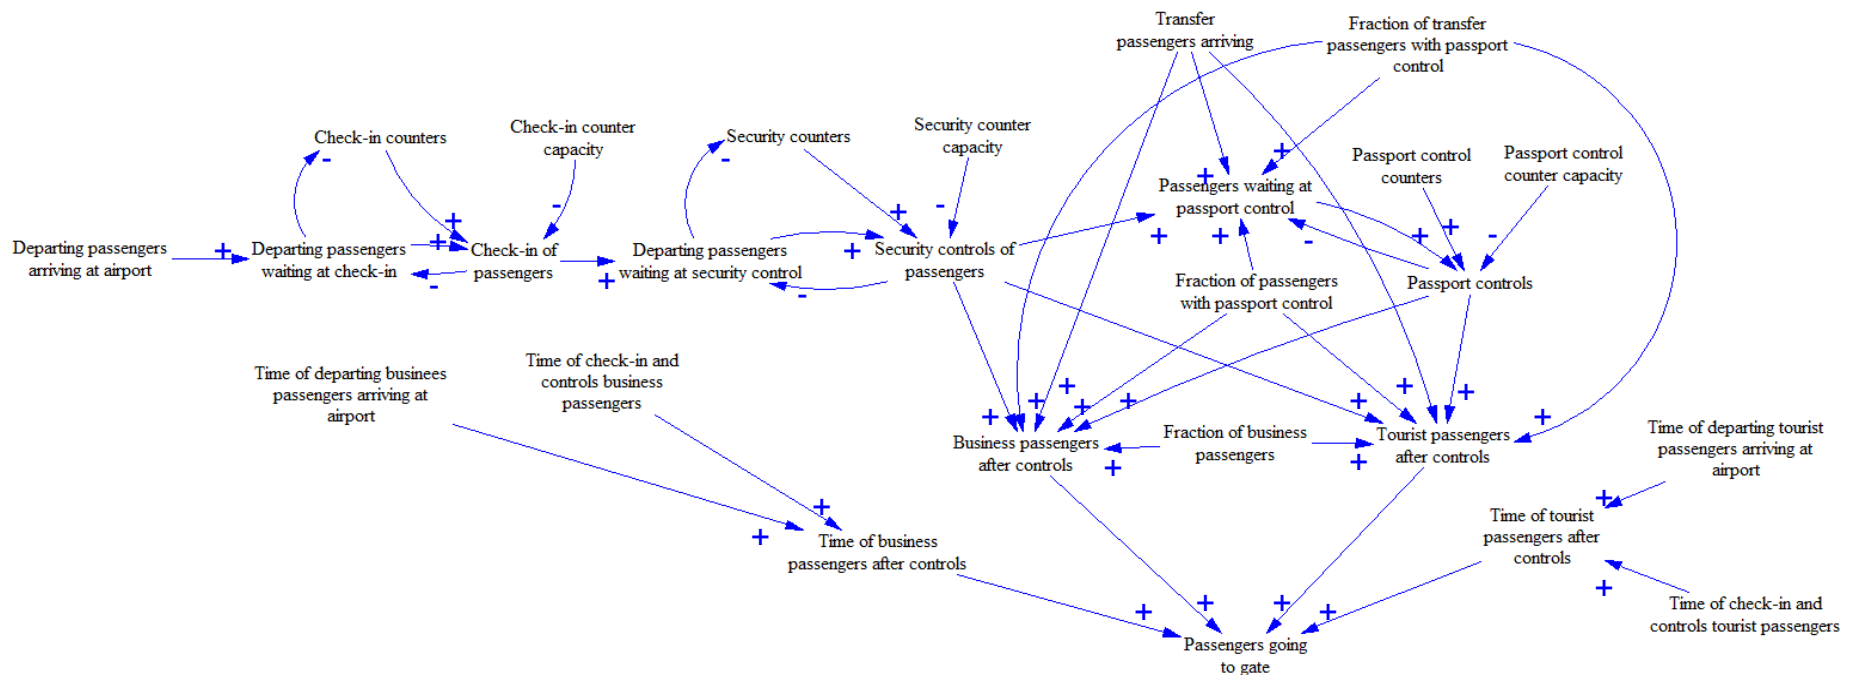 Transfer
passengers arriving
Fraction of transfer
passengers with passport
control
Check-in counters
Check-in counter
capacity
Security counters
Security counter
capacity
Passport control
counters
Passport control
counter capacity
Passengers waiting at
passport control
Departing passengers
arriving at airport
Departing passengers
waiting at check-in
Check-in of
passengers
Departing passengers
waiting at security control
Security controls of
passengers
Fraction of passengers
with passport control
Passport controls
Time of departing businees
passengers arriving at
airport
Time of check-in and
controls business
passengers
Business passengers
after controls
Fraction of business
passengers
Tourist passengers
after controls
Time of departing tourist
passengers arriving at
airport
Time of business
passengers after controls
Time of tourist
passengers after
controls
Time of check-in and
controls tourist passengers
Passengers going
to gate